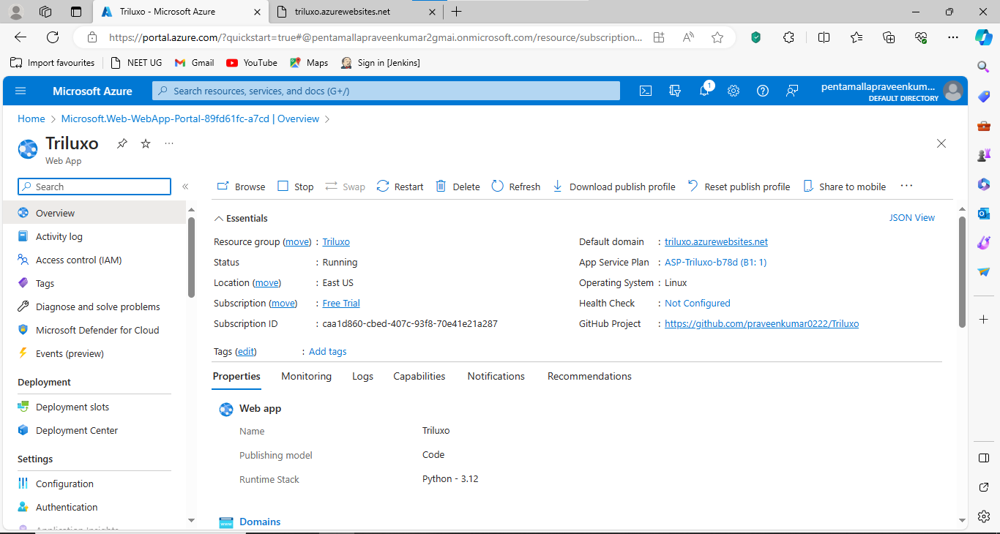 Triluxo - Microsoft Azure
triluxo.azurewebsites.net
https://portal.azure.com/?quickstart=true#@pentamallapraveenkumar2gmai.onmicrosoft.com/resource/subscription...
Import favourites
NEET UG
Gmail
YouTube
Maps
Sign in [Jenkins]
Microsoft Azure
Search resources, services, and docs (G+/)
1
pentamallapraveenkum...
DEFAULT DIRECTORY
Home > Microsoft.Web-WebApp-Portal-89fd61fc-a7cd | Overview >
Triluxo
Web App
Search
Browse
Stop
Swap
Restart
Delete
Refresh
Download publish profile
Reset publish profile
Share to mobile
Overview
Activity log
Access control (IAM)
Tags
Diagnose and solve problems
Microsoft Defender for Cloud
Events (preview)
Deployment
Deployment slots
Deployment Center
Settings
Configuration
Authentication
Application Insights
Essentials
JSON View
Resource group (move) : Triluxo
Status : Running
Location (move) : East US
Subscription (move) : Free Trial
Subscription ID : caa1d860-cbed-407c-93f8-70e41e21a287
Default domain : triluxo.azurewebsites.net
App Service Plan : ASP-Triluxo-b78d (B1: 1)
Operating System : Linux
Health Check : Not Configured
GitHub Project : https://github.com/praveenkumar0222/Triluxo
Tags (edit) : Add tags
Properties
Monitoring
Logs
Capabilities
Notifications
Recommendations
Web app
Name Triluxo
Publishing model Code
Runtime Stack Python - 3.12
Domains